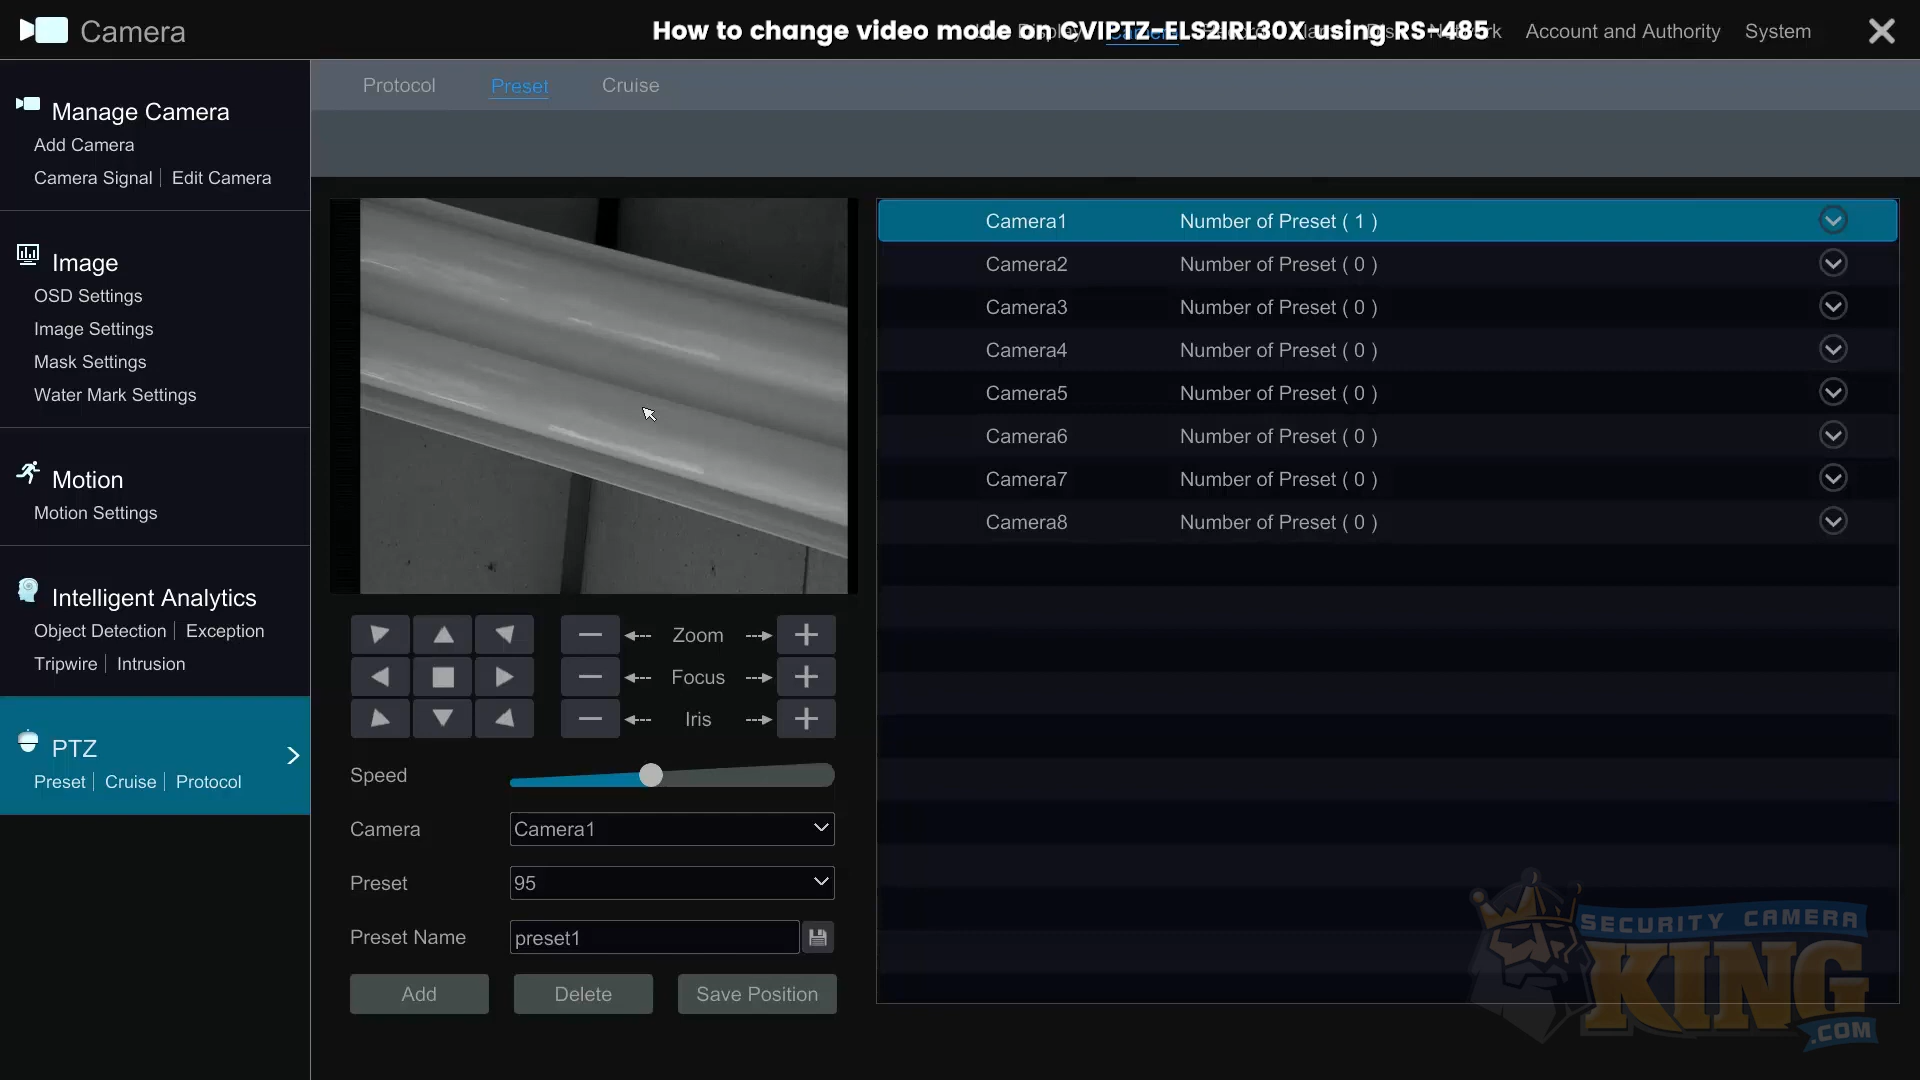 Camera
How to change video mode on CVIPTZ-ELS2IRL30X using RS-485
Account and Authority
System
Manage Camera
Add Camera
Camera Signal
Edit Camera
Image
OSD Settings
Image Settings
Mask Settings
Water Mark Settings
Motion
Motion Settings
Intelligent Analytics
Object Detection
Exception
Tripwire
Intrusion
PTZ
Preset
Cruise
Protocol
Protocol
Preset
Cruise
Zoom
Focus
Iris
Speed
Camera
Camera1
Preset
95
Preset Name
preset1
Add
Delete
Save Position
Camera1 Number of Preset ( 1 )
Camera2 Number of Preset ( 0 )
Camera3 Number of Preset ( 0 )
Camera4 Number of Preset ( 0 )
Camera5 Number of Preset ( 0 )
Camera6 Number of Preset ( 0 )
Camera7 Number of Preset ( 0 )
Camera8 Number of Preset ( 0 )
SECURITY CAMERA
KING
.COM